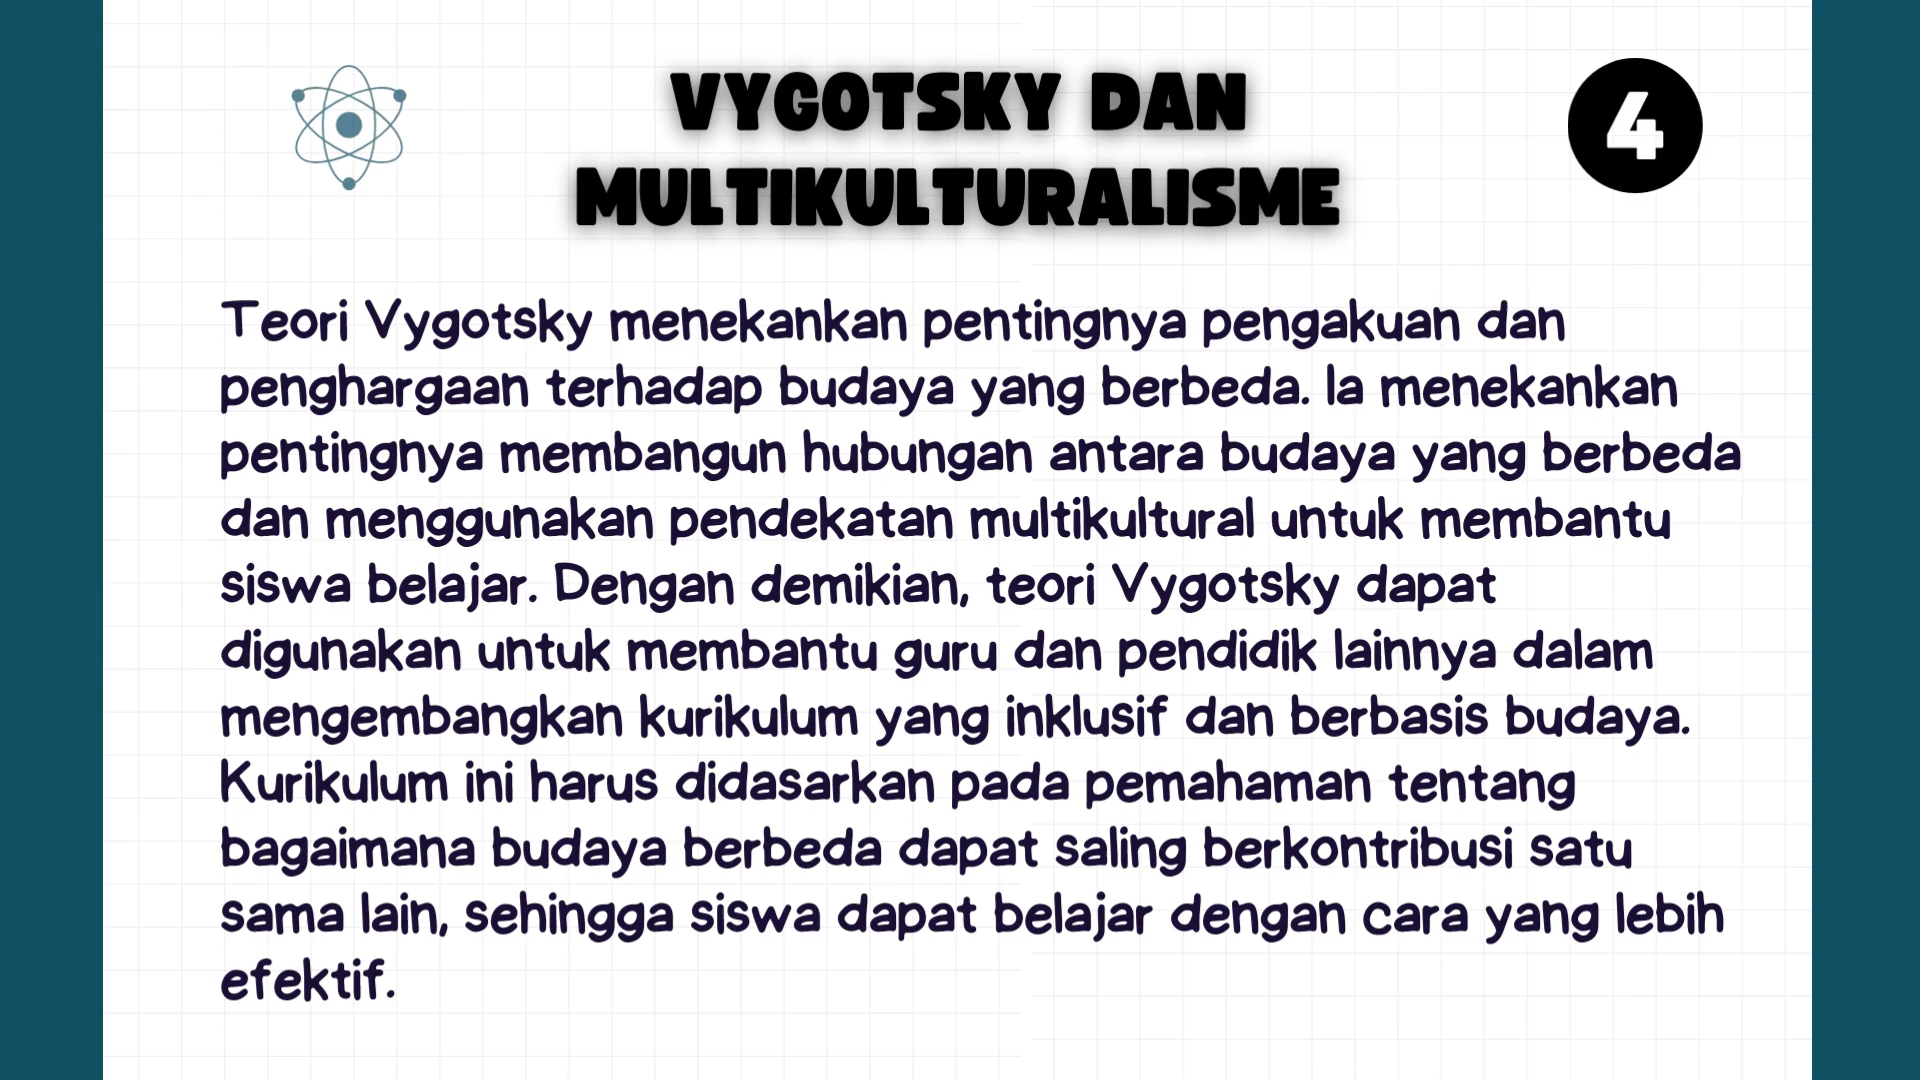 VYGOTSKY DAN
MULTIKULTURALISME
4
Teori Vygotsky menekankan pentingnya pengakuan dan
penghargaan terhadap budaya yang berbeda. Ia menekankan
pentingnya membangun hubungan antara budaya yang berbeda
dan menggunakan pendekatan multikultural untuk membantu
siswa belajar. Dengan demikian, teori Vygotsky dapat
digunakan untuk membantu guru dan pendidik lainnya dalam
mengembangkan kurikulum yang inklusif dan berbasis budaya.
Kurikulum ini harus didasarkan pada pemahaman tentang
bagaimana budaya berbeda dapat saling berkontribusi satu
sama lain, sehingga siswa dapat belajar dengan cara yang lebih
efektif.